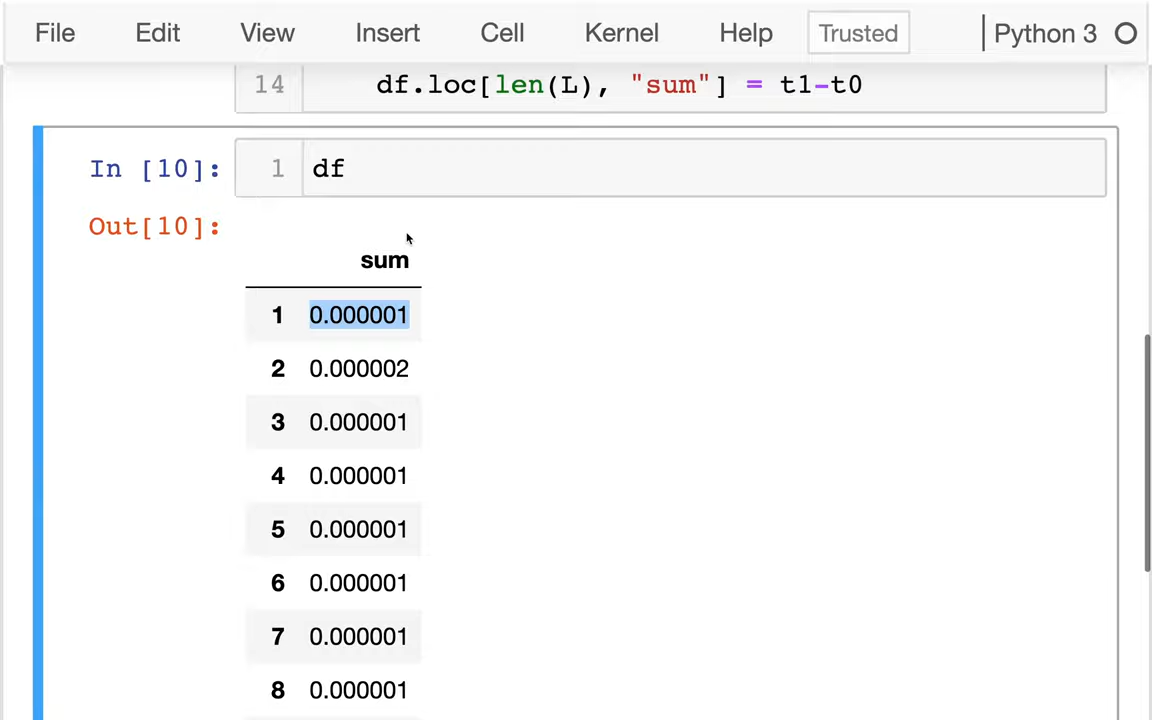 File Edit View Insert Cell Kernel Help Trusted Python 3
14 df.loc[len(L), "sum"] = t1-t0
In [10]: 1 df
Out[10]:
sum
1 0.000001
2 0.000002
3 0.000001
4 0.000001
5 0.000001
6 0.000001
7 0.000001
8 0.000001